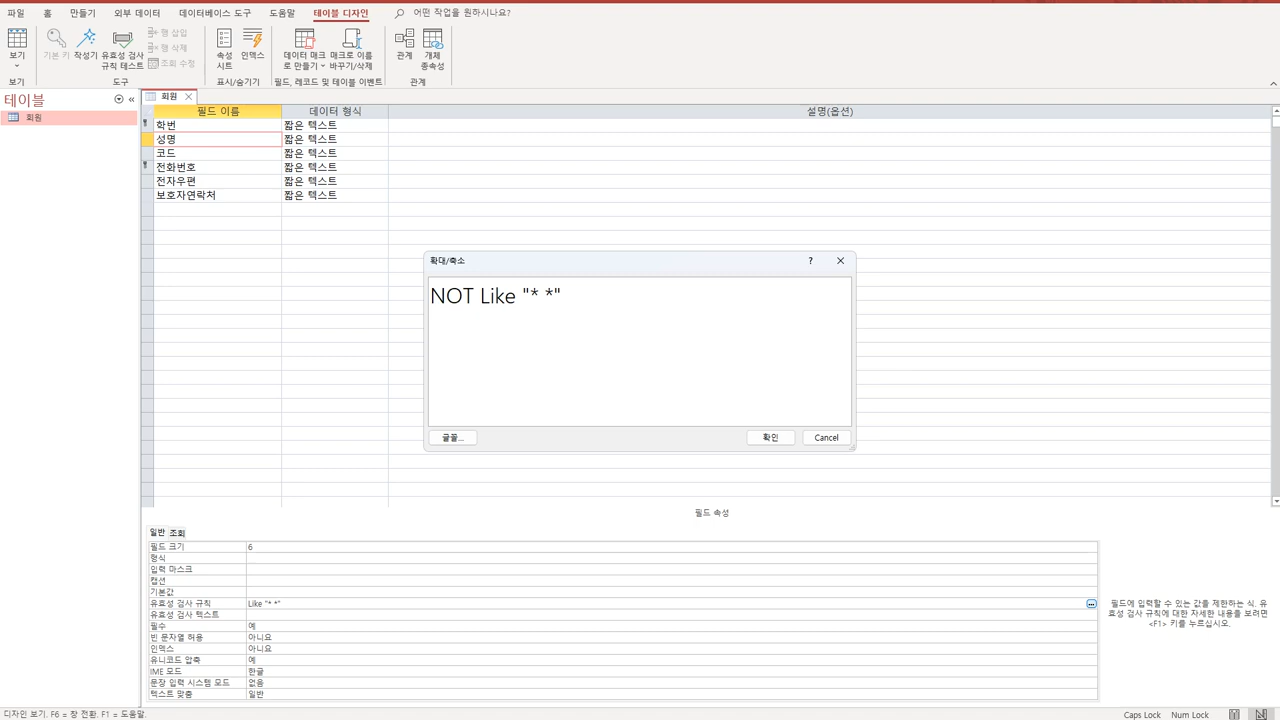 파일 홈 만들기 외부 데이터 데이터베이스 도구 도움말 테이블 디자인 어떤 작업을 원하시나요?
보기
기본 키
작성기
유효성 검사
규칙 테스트
행 삽입
행 삭제
조회 수정
속성
시트
인덱스
데이터 매크
로 만들기
매크로 이름
바꾸기/삭제
관계
개체
종속성
보기 도구 표시/숨기기 필드, 레코드 및 테이블 이벤트 관계
테이블
회원
회원
필드 이름 데이터 형식 설명(옵션)
학번 짧은 텍스트
성명 짧은 텍스트
코드 짧은 텍스트
전화번호 짧은 텍스트
전자우편 짧은 텍스트
보호자연락처 짧은 텍스트
확대/축소
NOT Like "* *"
글꼴... 확인 Cancel
필드 속성
일반 조회
필드 크기 6
형식
입력 마스크
캡션
기본값
유효성 검사 규칙 Like "* *"
유효성 검사 텍스트
필수 예
빈 문자열 허용 아니요
인덱스 아니요
유니코드 압축 예
IME 모드 한글
문장 입력 시스템 모드 없음
텍스트 맞춤 일반
필드에 입력할 수 있는 값을 제한하는 식. 유
효성 검사 규칙에 대한 자세한 내용을 보려면
<F1> 키를 누르십시오.
디자인 보기. F6 = 창 전환. F1 = 도움말.
Caps Lock Num Lock